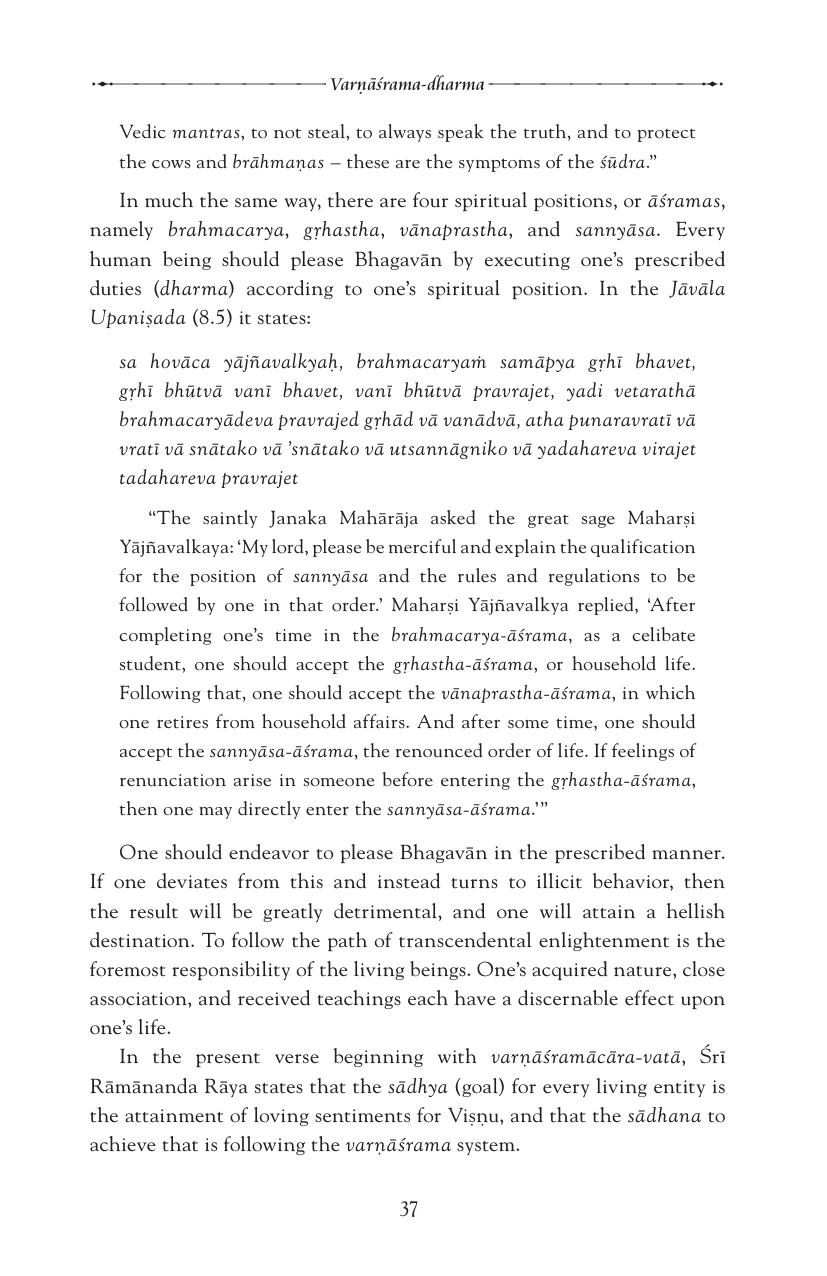 Varṇāśrama-dharma
Vedic mantras, to not steal, to always speak the truth, and to protect
the cows and brāhmaṇas – these are the symptoms of the śūdra.”
In much the same way, there are four spiritual positions, or āśramas,
namely brahmacarya, gṛhastha, vānaprastha, and sannyāsa. Every
human being should please Bhagavān by executing one’s prescribed
duties (dharma) according to one’s spiritual position. In the Jāvāla
Upaniṣada (8.5) it states:
sa hovāca yājñavalkyaḥ, brahmacaryaṁ samāpya gṛhī bhavet,
gṛhī bhūtvā vanī bhavet, vanī bhūtvā pravrajet, yadi vetarathā
brahmacaryādeva pravrajed gṛhād vā vanādvā, atha punaravratī vā
vratī vā snātako vā ’snātako vā utsannāgniko vā yadahareva virajet
tadahareva pravrajet
“The saintly Janaka Mahārāja asked the great sage Maharṣi
Yājñavalkaya: ‘My lord, please be merciful and explain the qualification
for the position of sannyāsa and the rules and regulations to be
followed by one in that order.’ Maharṣi Yājñavalkya replied, ‘After
completing one’s time in the brahmacarya-āśrama, as a celibate
student, one should accept the gṛhastha-āśrama, or household life.
Following that, one should accept the vānaprastha-āśrama, in which
one retires from household affairs. And after some time, one should
accept the sannyāsa-āśrama, the renounced order of life. If feelings of
renunciation arise in someone before entering the gṛhastha-āśrama,
then one may directly enter the sannyāsa-āśrama.’”
One should endeavor to please Bhagavān in the prescribed manner.
If one deviates from this and instead turns to illicit behavior, then
the result will be greatly detrimental, and one will attain a hellish
destination. To follow the path of transcendental enlightenment is the
foremost responsibility of the living beings. One’s acquired nature, close
association, and received teachings each have a discernable effect upon
one’s life.
In the present verse beginning with varṇāśramācāra-vatā, Śrī
Rāmānanda Rāya states that the sādhya (goal) for every living entity is
the attainment of loving sentiments for Viṣṇu, and that the sādhana to
achieve that is following the varṇāśrama system.
37